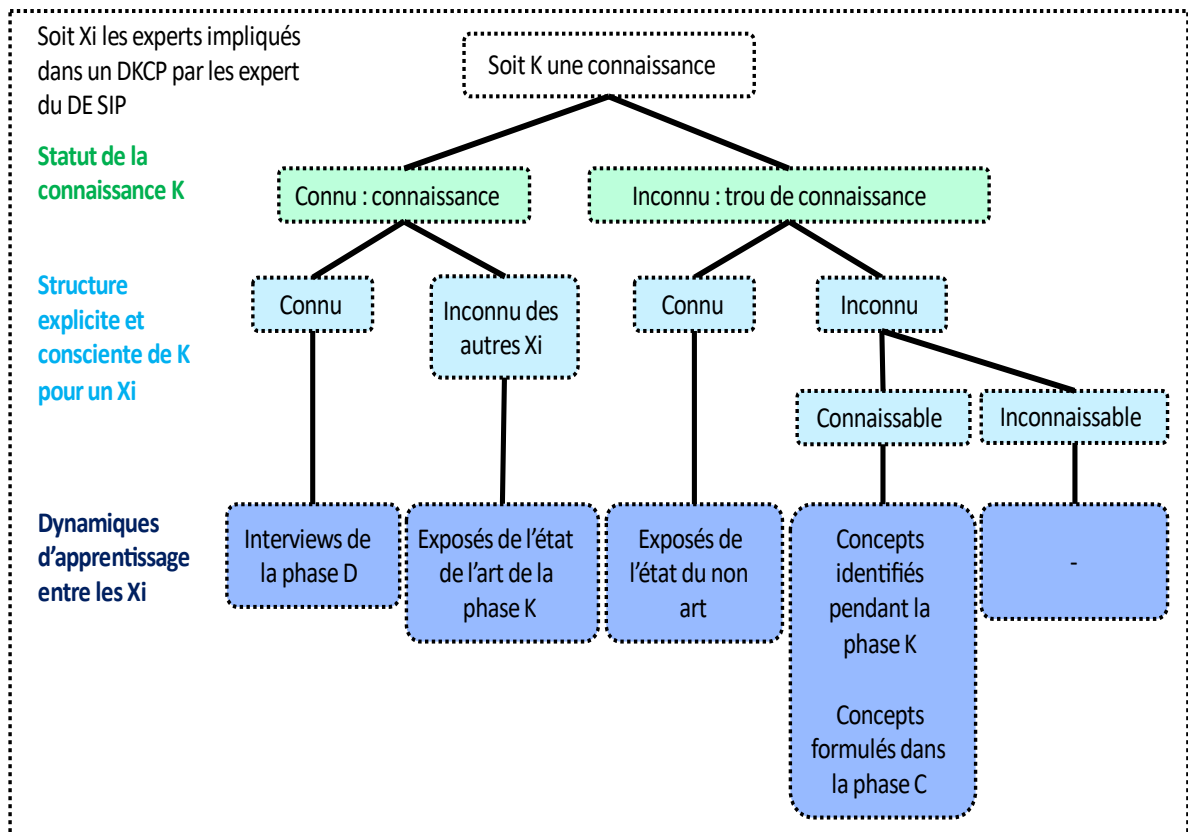 Soit Xi les experts impliqués
dans un DKCP par les expert
du DE SIP
Soit K une connaissance
Statut de la
connaissance K
Connu : connaissance
Inconnu : trou de connaissance
Structure
explicite et
consciente de K
pour un Xi
Connu
Inconnu des
autres Xi
Connu
Inconnu
Connaissable
Inconnaissable
Dynamiques
d'apprentissage
entre les Xi
Interviews de
la phase D
Exposés de l'état
de l'art de la
phase K
Exposés de
l'état du non
art
Concepts
identifiés
pendant la
phase K
Concepts
formulés dans
la phase C
-